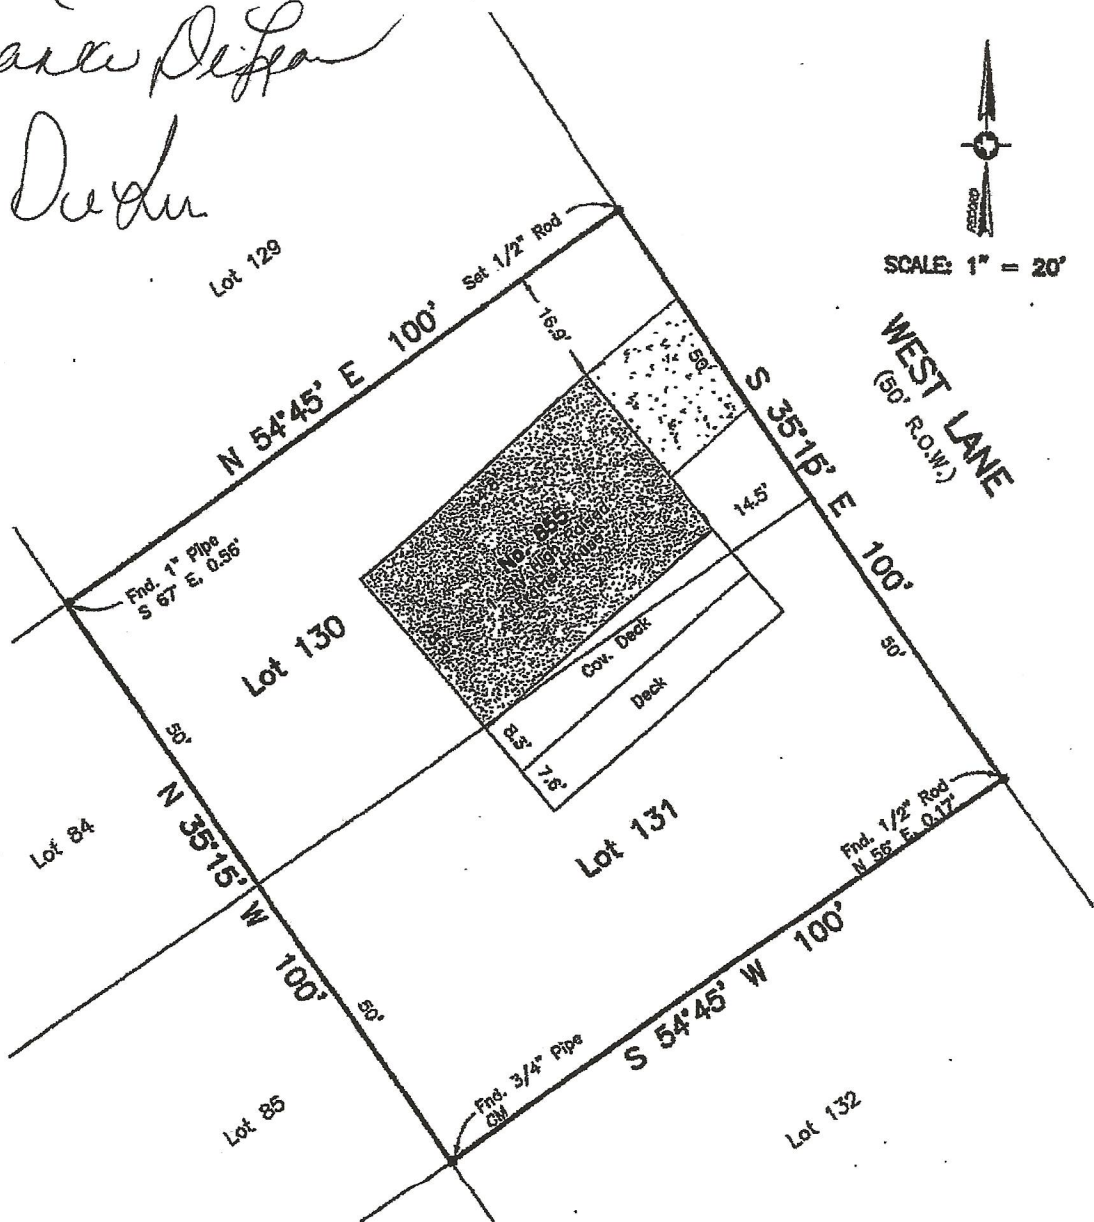 Lot 129
Set 1/2" Rod
RECORD
SCALE: 1" = 20'
N 54°45' E 100'
16.9'
50'
S 35°15' E 100'
WEST LANE
(50' R.O.W.)
14.5'
No. 855
Fnd. 1" Pipe
S 67° E, 0.56'
Lot 130
Cov. Deck
Deck
50'
50'
8.3'
7.6'
N 35°15' W 100'
Lot 84
Lot 131
Fnd. 1/2" Rod
N 56° E, 0.17'
50'
S 54°45' W 100'
Fnd. 3/4" Pipe
CM
Lot 85
Lot 132